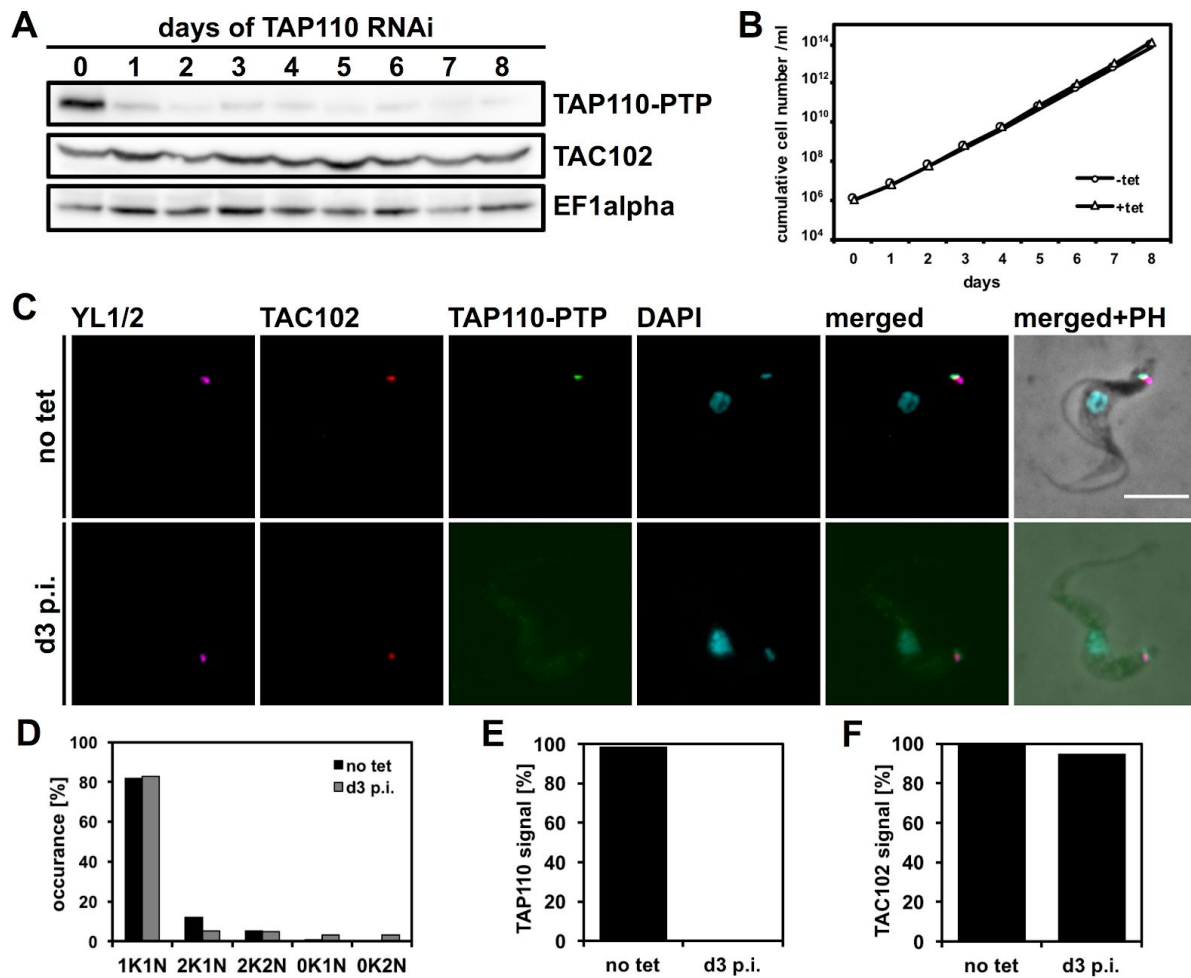 A
days of TAP110 RNAi
0 1 2 3 4 5 6 7 8
TAP110-PTP
TAC102
EF1alpha
B
cumulative cell number /ml
10^14
10^12
10^10
10^8
10^6
10^4
-tet
+tet
0 1 2 3 4 5 6 7 8
days
C
YL1/2 TAC102 TAP110-PTP DAPI merged merged+PH
no tet
d3 p.i.
D
occurance [%]
100
80
60
40
20
0
no tet
d3 p.i.
1K1N 2K1N 2K2N 0K1N 0K2N
E
TAP110 signal [%]
100
80
60
40
20
0
no tet d3 p.i.
F
TAC102 signal [%]
100
80
60
40
20
0
no tet d3 p.i.